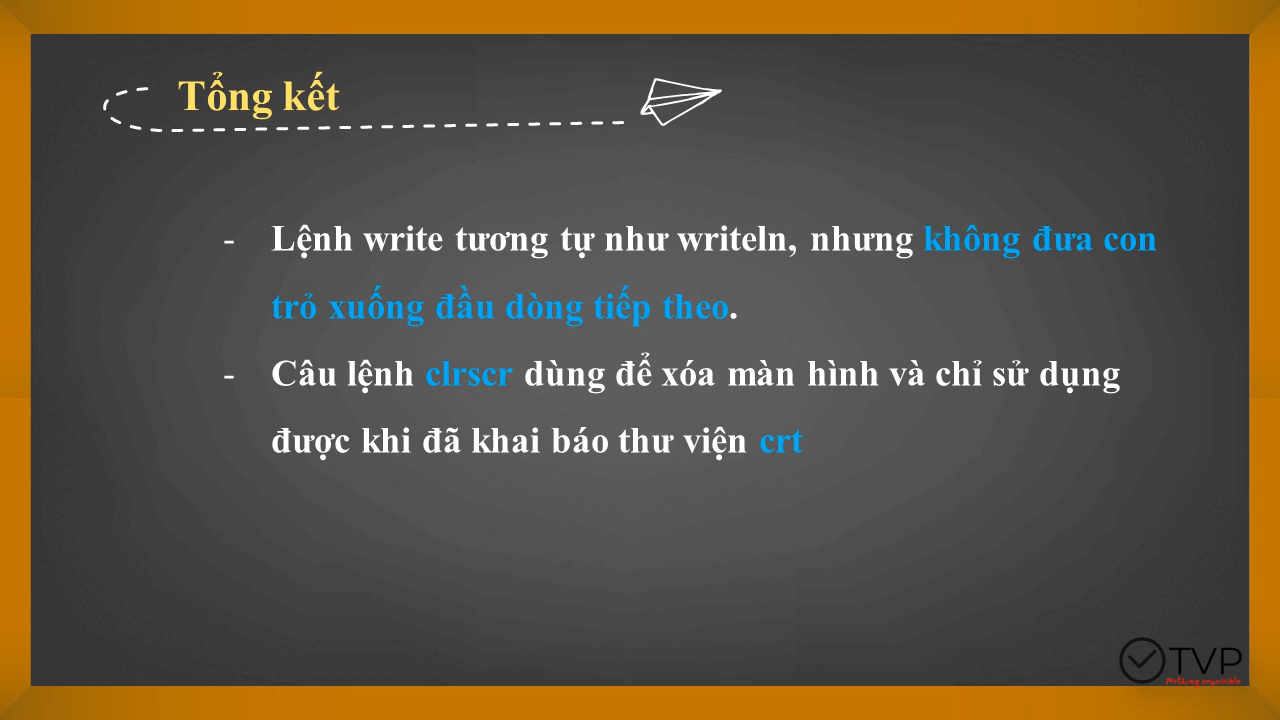 Tổng kết
- Lệnh write tương tự như writeln, nhưng không đưa con
trỏ xuống đầu dòng tiếp theo.
- Câu lệnh clrscr dùng để xóa màn hình và chỉ sử dụng
được khi đã khai báo thư viện crt
TVP
Nothing impossible